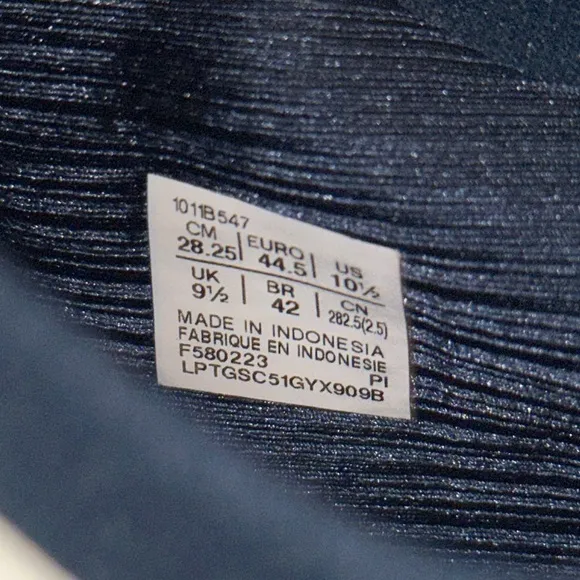 1011B547
CM 28.25 | EURO 44.5 | US 10½
UK 9½ | BR 42 | CN 282.5(2.5)
MADE IN INDONESIA
FABRIQUE EN INDONESIE
F580223 PI
LPTGSC51GYX909B